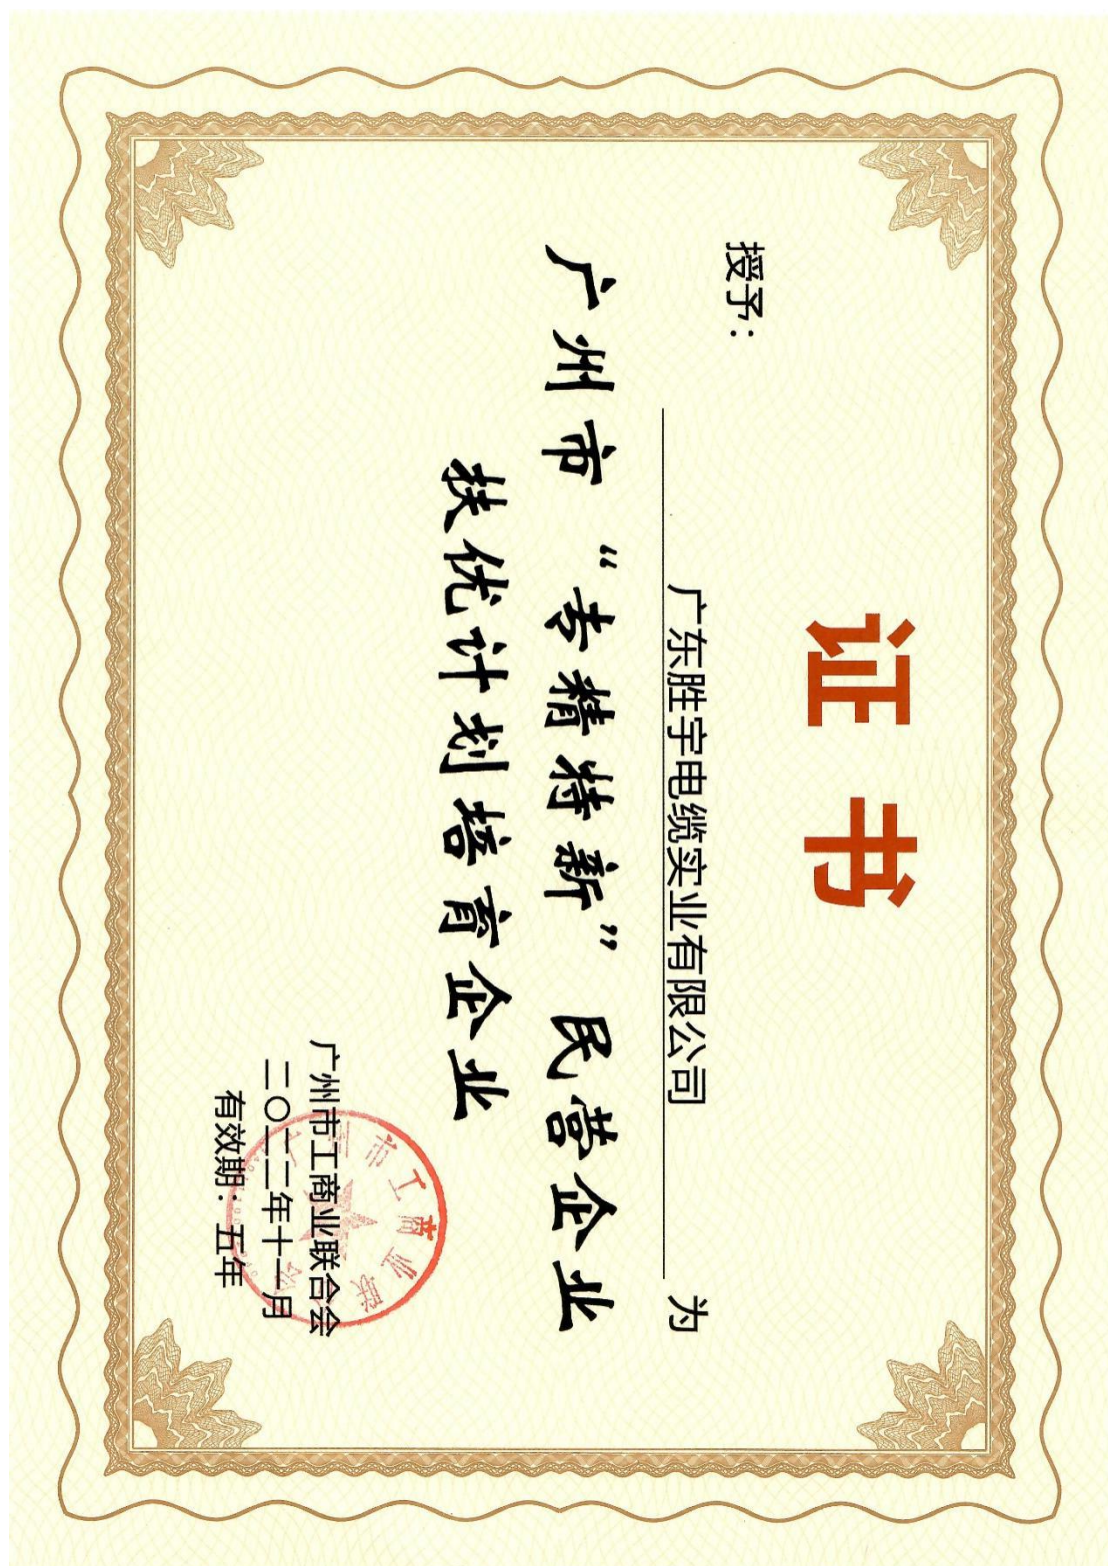 证书
授予：
广东胜宇电缆实业有限公司 为
广州市“专精特新”民营企业
扶优计划培育企业
广州市工商业联合会
二〇二二年十一月
有效期：五年